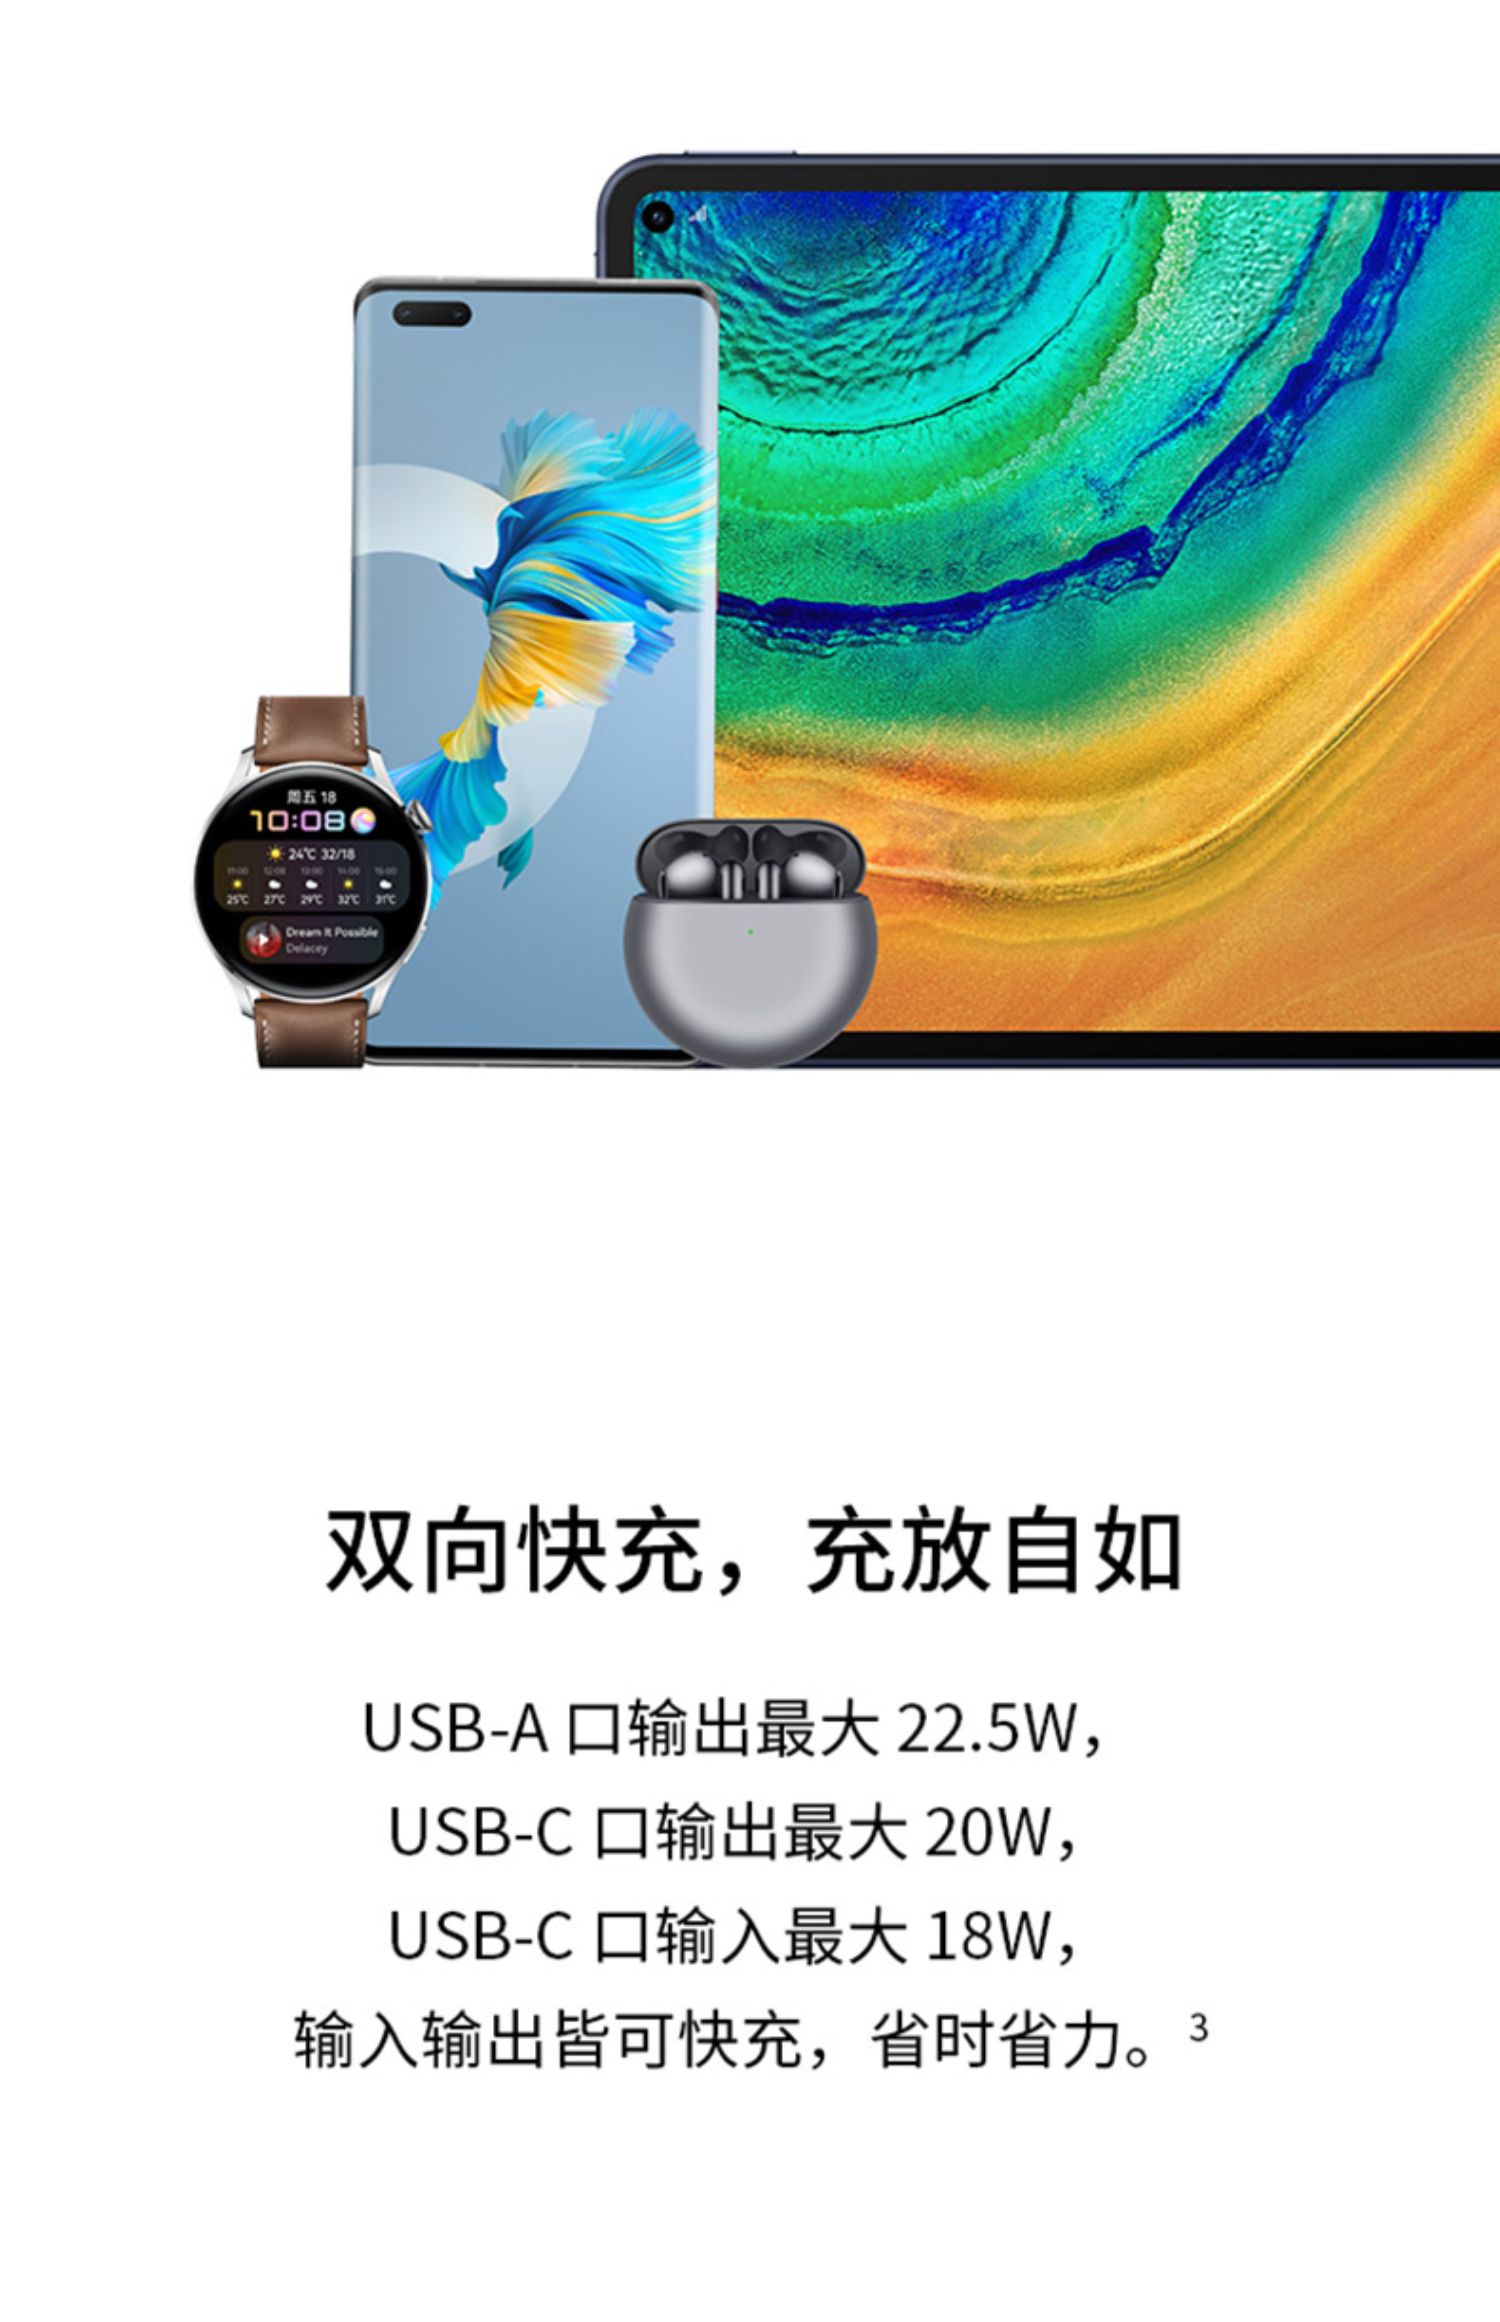 周五 18
10:08
24℃ 32/18
11:00 12:00 13:00 14:00 15:00
25℃ 27℃ 29℃ 32℃ 31℃
Dream It Possible
Delacey
双向快充，充放自如
USB-A 口输出最大 22.5W，
USB-C 口输出最大 20W，
USB-C 口输入最大 18W，
输入输出皆可快充，省时省力。3